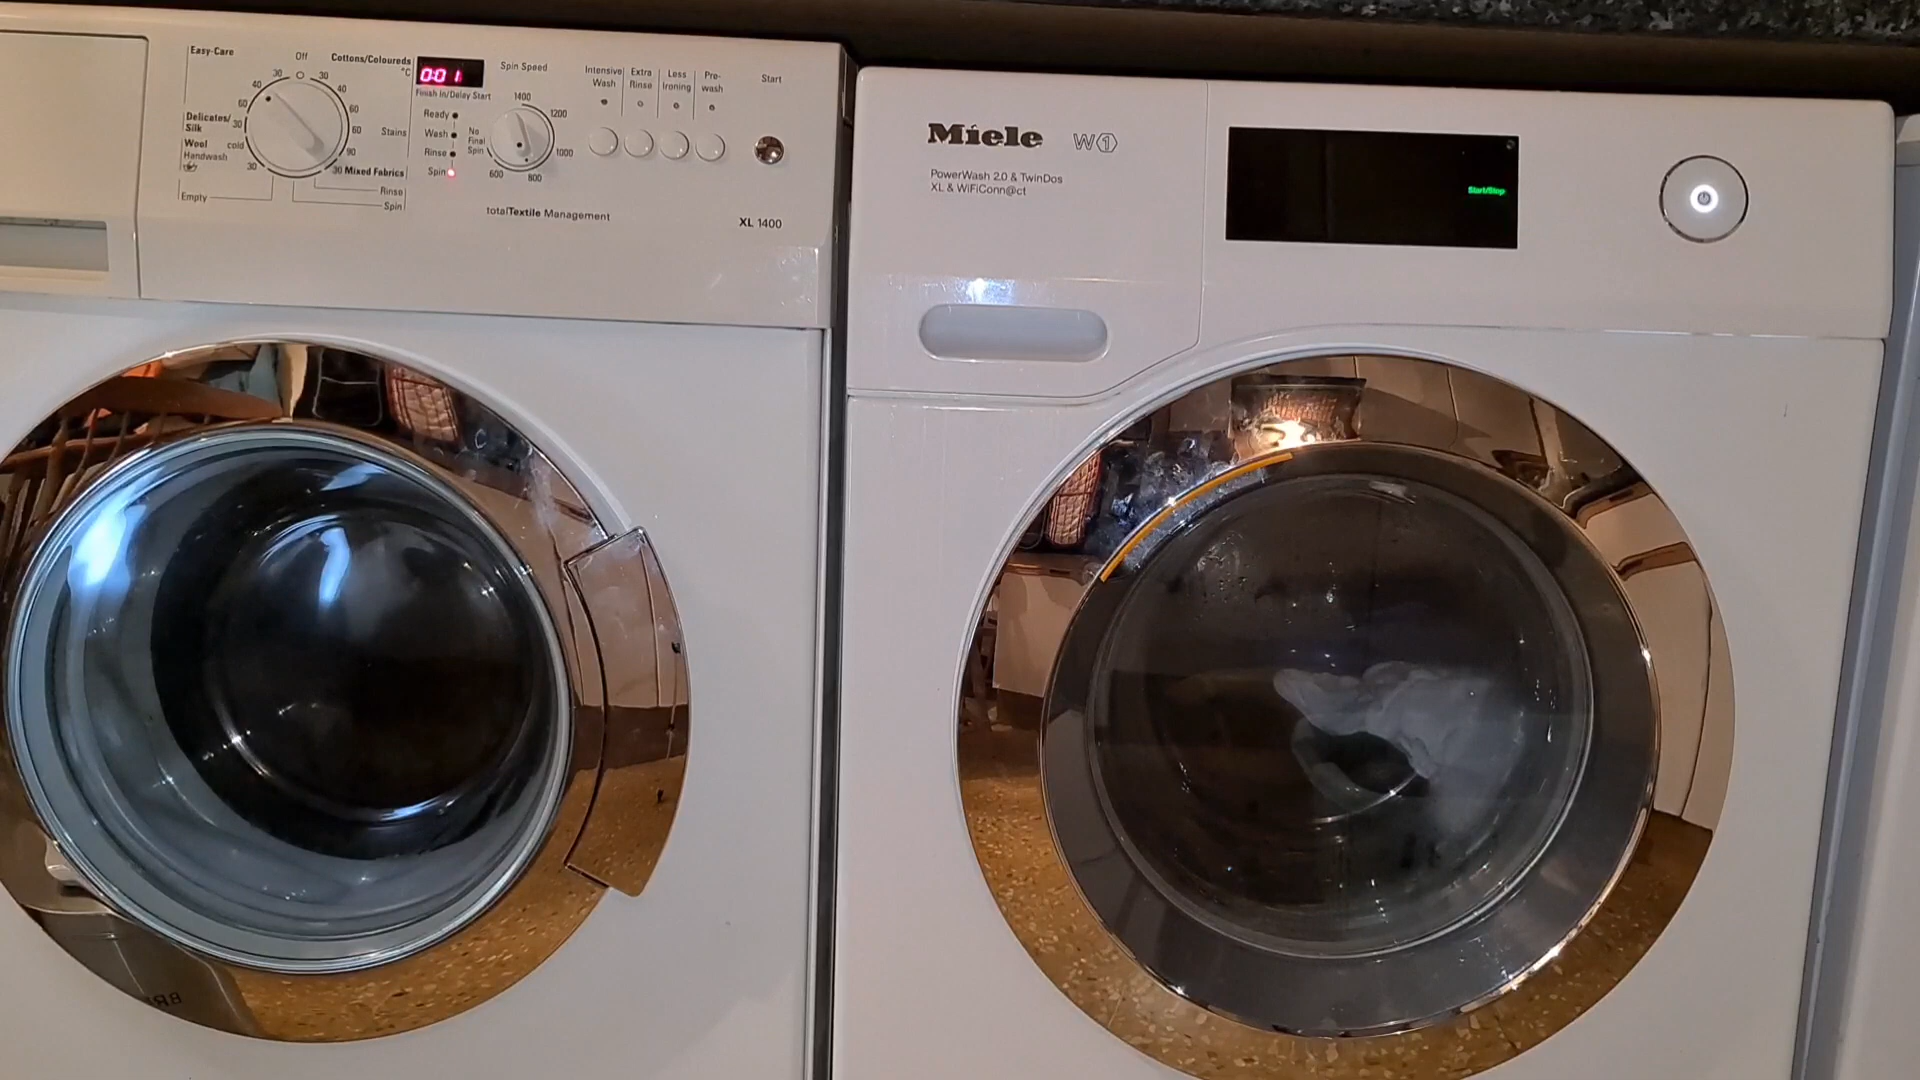 Easy-Care
Off
Cottons/Coloureds
°C
30
30
40
40
60
60
Delicates/
Silk
30
60
Stains
Wool
cold
90
Handwash
30
30 Mixed Fabrics
Rinse
Empty
Spin
0:01
Finish In/Delay Start
Ready
Wash
Rinse
Spin
Spin Speed
1400
1200
No
Final
Spin
1000
600
800
Intensive
Wash
Extra
Rinse
Less
Ironing
Pre-
wash
Start
totalTextile Management
XL 1400
Miele W1
PowerWash 2.0 & TwinDos
XL & WiFiConn@ct
Start/Stop